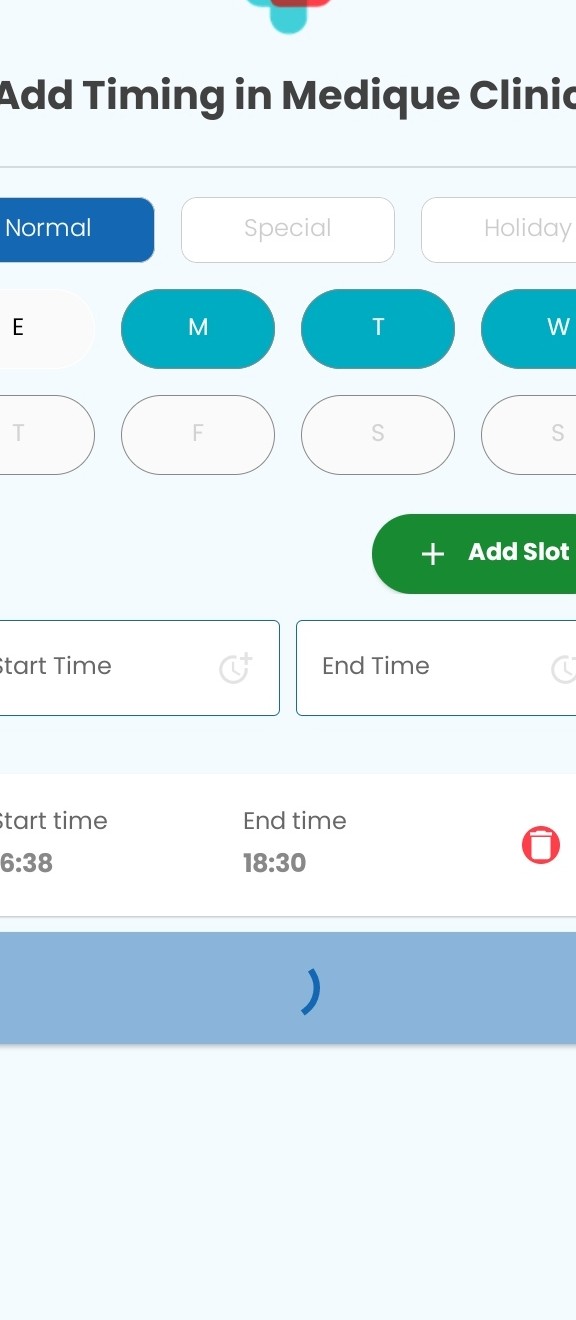 Add Timing in Medique Clinic
Normal Special Holiday
E M T W
T F S S
+ Add Slot
Start Time End Time
Start time End time
6:38 18:30